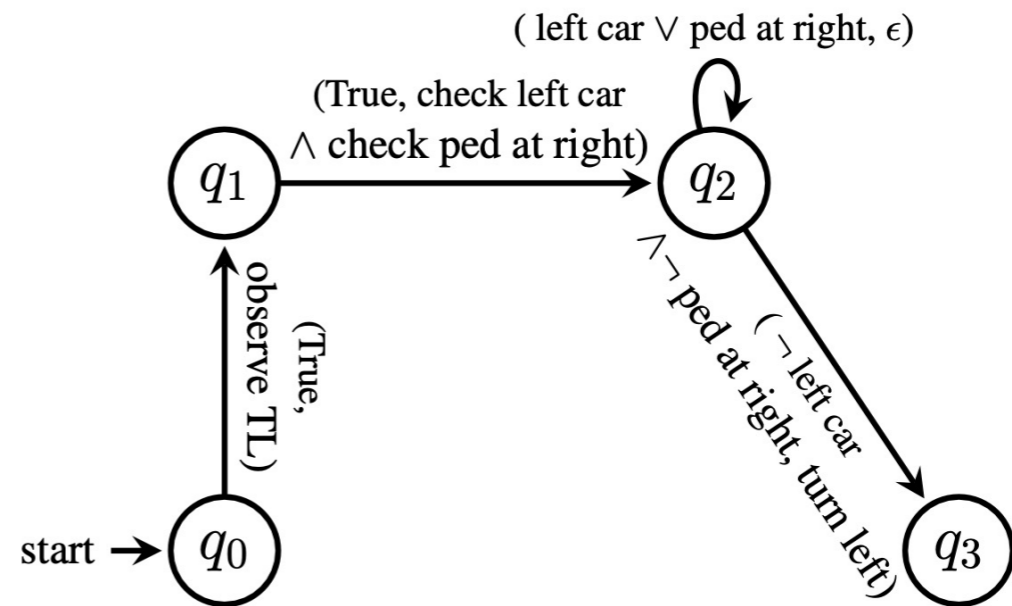 ( left car ∨ ped at right, ϵ)
(True, check left car
∧ check ped at right)
q1
q2
(True,
observe TL)
( ¬ left car
∧¬ ped at right, turn left)
start
q0
q3